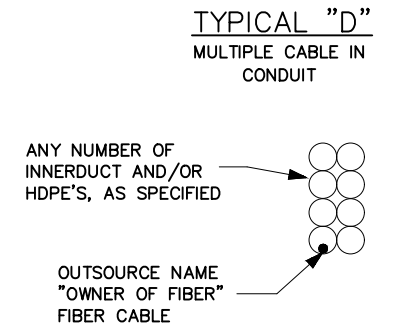 TYPICAL "D"
MULTIPLE CABLE IN
CONDUIT
ANY NUMBER OF
INNERDUCT AND/OR
HDPE'S, AS SPECIFIED
OUTSOURCE NAME
"OWNER OF FIBER"
FIBER CABLE